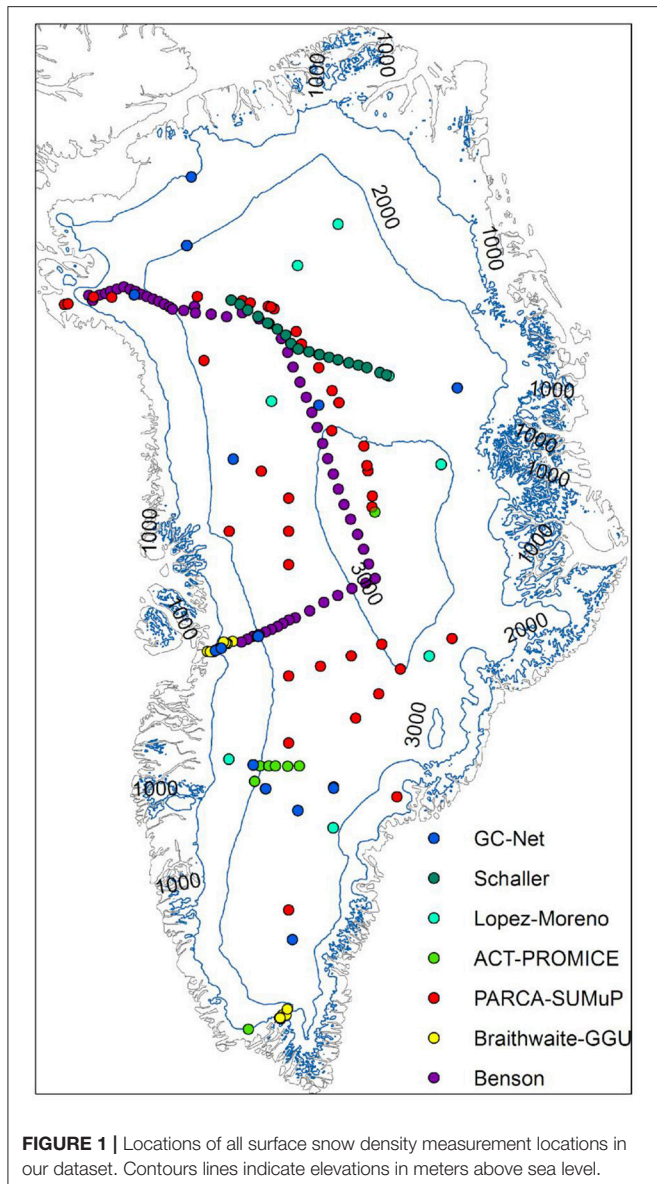 1000
1000
2000
1000
1000
1000
1000
1000
1000
1000
3000
2000
3000
1000
1000
GC-Net
Schaller
Lopez-Moreno
ACT-PROMICE
PARCA-SUMuP
Braithwaite-GGU
Benson
FIGURE 1 | Locations of all surface snow density measurement locations in
our dataset. Contours lines indicate elevations in meters above sea level.